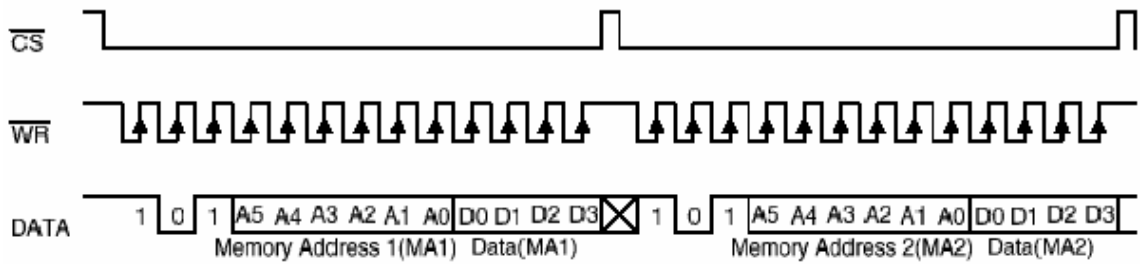 CS
WR
DATA 1 0 1 A5 A4 A3 A2 A1 A0 D0 D1 D2 D3 1 0 1 A5 A4 A3 A2 A1 A0 D0 D1 D2 D3
Memory Address 1(MA1) Data(MA1) Memory Address 2(MA2) Data(MA2)